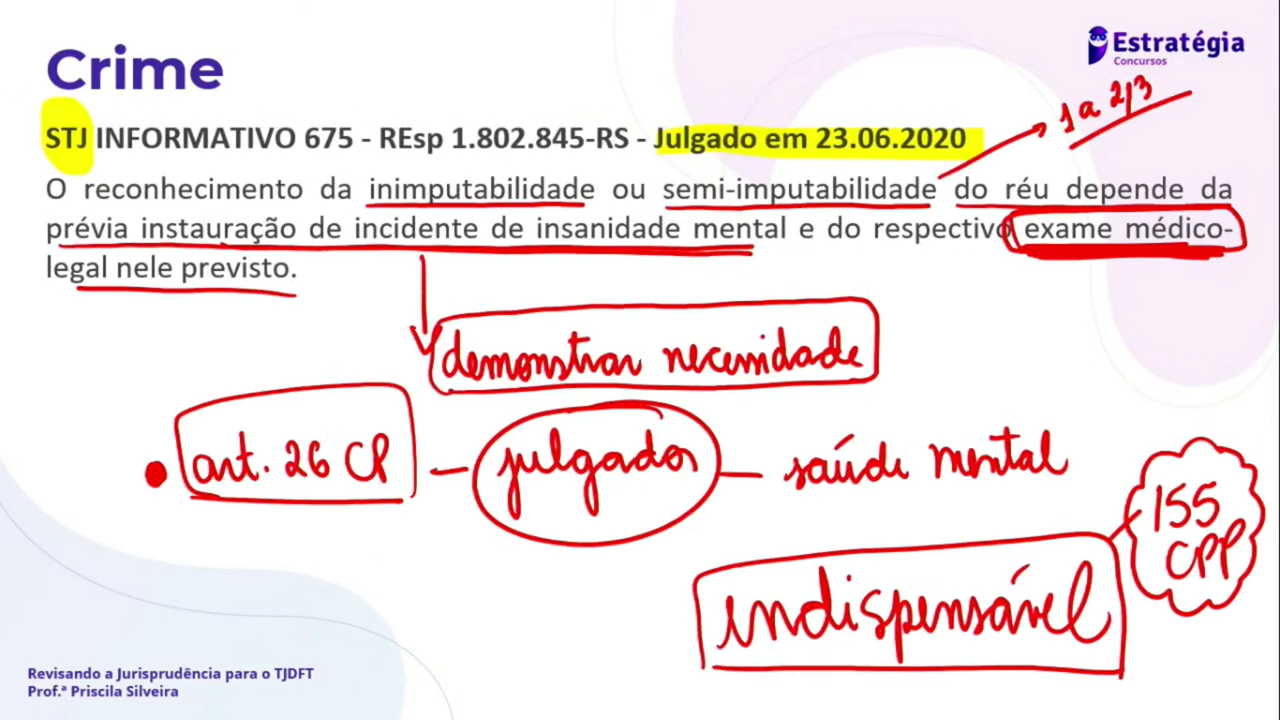 Crime
Estratégia
Concursos
1 a 2/3
STJ INFORMATIVO 675 - REsp 1.802.845-RS - Julgado em 23.06.2020
O reconhecimento da inimputabilidade ou semi-imputabilidade do réu depende da
prévia instauração de incidente de insanidade mental e do respectivo exame médico-
legal nele previsto.
demonstrar necessidade
art. 26 CP - julgador - saúde mental
155
CPP
indispensável
Revisando a Jurisprudência para o TJDFT
Prof.ª Priscila Silveira